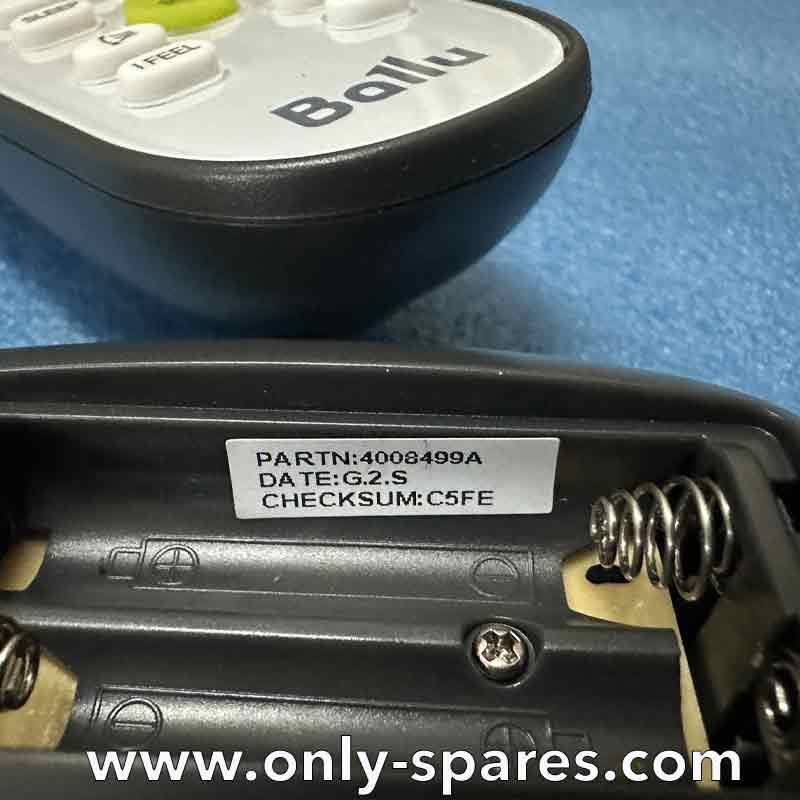 SLEEP
I FEEL
Ballu
PARTN:4008499A
DATE:G.2.S
CHECKSUM:C5FE
www.only-spares.com